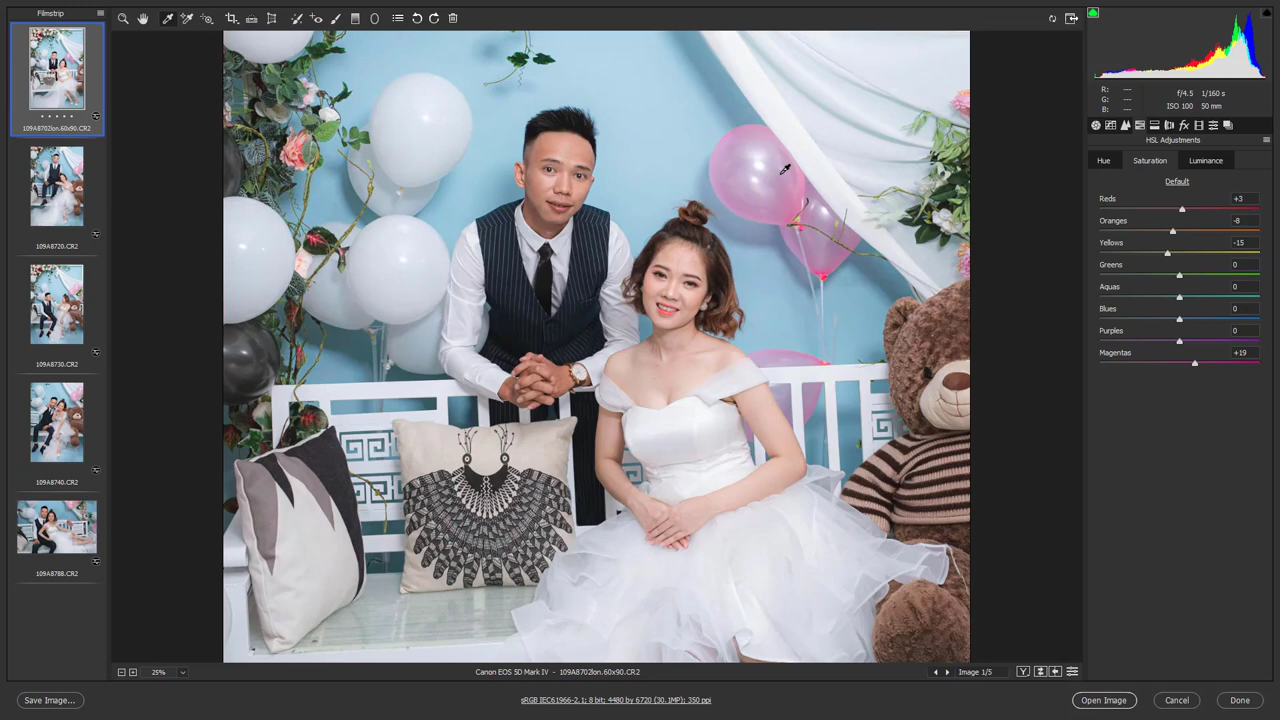 Filmstrip
109A8702lon.60x90.CR2
109A8720.CR2
109A8730.CR2
109A8740.CR2
109A8788.CR2
25%
Canon EOS 5D Mark IV - 109A8702lon.60x90.CR2
Image 1/5
Save Image...
sRGB IEC61966-2.1; 8 bit; 4480 by 6720 (30.1MP); 350 ppi
Open Image
Cancel
Done
R: ---
G: ---
B: ---
f/4.5 1/160 s
ISO 100 50 mm
HSL Adjustments
Hue Saturation Luminance
Default
Reds +3
Oranges -8
Yellows -15
Greens 0
Aquas 0
Blues 0
Purples 0
Magentas +19